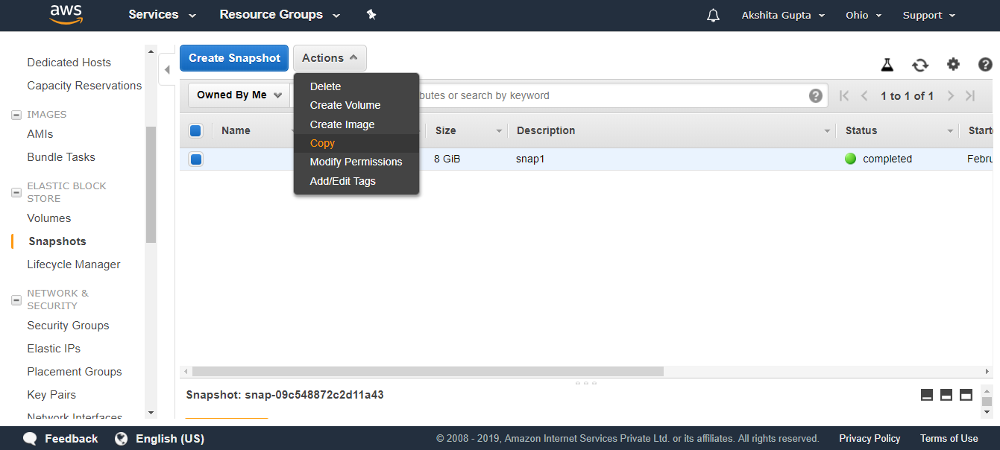 aws Services Resource Groups Akshita Gupta Ohio Support
Dedicated Hosts
Capacity Reservations
IMAGES
AMIs
Bundle Tasks
ELASTIC BLOCK
STORE
Volumes
Snapshots
Lifecycle Manager
NETWORK &
SECURITY
Security Groups
Elastic IPs
Placement Groups
Key Pairs
Network Interfaces
Create Snapshot Actions
Delete
Create Volume
Create Image
Copy
Modify Permissions
Add/Edit Tags
Owned By Me butes or search by keyword 1 to 1 of 1
Name Size Description Status Starte
8 GiB snap1 completed Febru
Snapshot: snap-09c548872c2d11a43
Feedback English (US) © 2008 - 2019, Amazon Internet Services Private Ltd. or its affiliates. All rights reserved. Privacy Policy Terms of Use